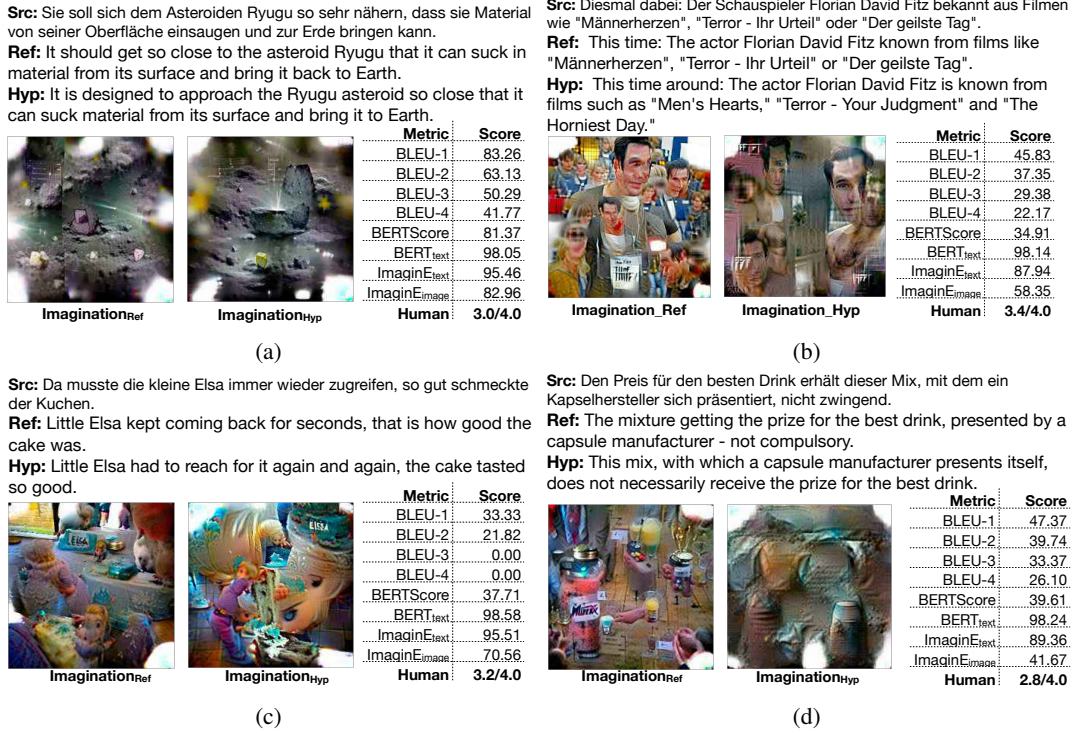 Src: Sie soll sich dem Asteroiden Ryugu so sehr nähern, dass sie Material
von seiner Oberfläche einsaugen und zur Erde bringen kann.
Ref: It should get so close to the asteroid Ryugu that it can suck in
material from its surface and bring it back to Earth.
Hyp: It is designed to approach the Ryugu asteroid so close that it
can suck material from its surface and bring it to Earth.
Metric Score
BLEU-1 83.26
BLEU-2 63.13
BLEU-3 50.29
BLEU-4 41.77
BERTScore 81.37
BERTtext 98.05
ImaginEtext 95.46
ImaginEimage 82.96
Human 3.0/4.0
ImaginationRef ImaginationHyp
(a)
Src: Diesmal dabei: Der Schauspieler Florian David Fitz bekannt aus Filmen
wie "Männerherzen", "Terror - Ihr Urteil" oder "Der geilste Tag".
Ref: This time: The actor Florian David Fitz known from films like
"Männerherzen", "Terror - Ihr Urteil" or "Der geilste Tag".
Hyp: This time around: The actor Florian David Fitz is known from
films such as "Men's Hearts," "Terror - Your Judgment" and "The
Horniest Day."
Metric Score
BLEU-1 45.83
BLEU-2 37.35
BLEU-3 29.38
BLEU-4 22.17
BERTScore 34.91
BERTtext 98.14
ImaginEtext 87.94
ImaginEimage 58.35
Human 3.4/4.0
Imagination_Ref Imagination_Hyp
(b)
Src: Da musste die kleine Elsa immer wieder zugreifen, so gut schmeckte
der Kuchen.
Ref: Little Elsa kept coming back for seconds, that is how good the
cake was.
Hyp: Little Elsa had to reach for it again and again, the cake tasted
so good.
Metric Score
BLEU-1 33.33
BLEU-2 21.82
BLEU-3 0.00
BLEU-4 0.00
BERTScore 37.71
BERTtext 98.58
ImaginEtext 95.51
ImaginEimage 70.56
Human 3.2/4.0
ImaginationRef ImaginationHyp
(c)
Src: Den Preis für den besten Drink erhält dieser Mix, mit dem ein
Kapselhersteller sich präsentiert, nicht zwingend.
Ref: The mixture getting the prize for the best drink, presented by a
capsule manufacturer - not compulsory.
Hyp: This mix, with which a capsule manufacturer presents itself,
does not necessarily receive the prize for the best drink.
Metric Score
BLEU-1 47.37
BLEU-2 39.74
BLEU-3 33.37
BLEU-4 26.10
BERTScore 39.61
BERTtext 98.24
ImaginEtext 89.36
ImaginEimage 41.67
Human 2.8/4.0
ImaginationRef ImaginationHyp
(d)